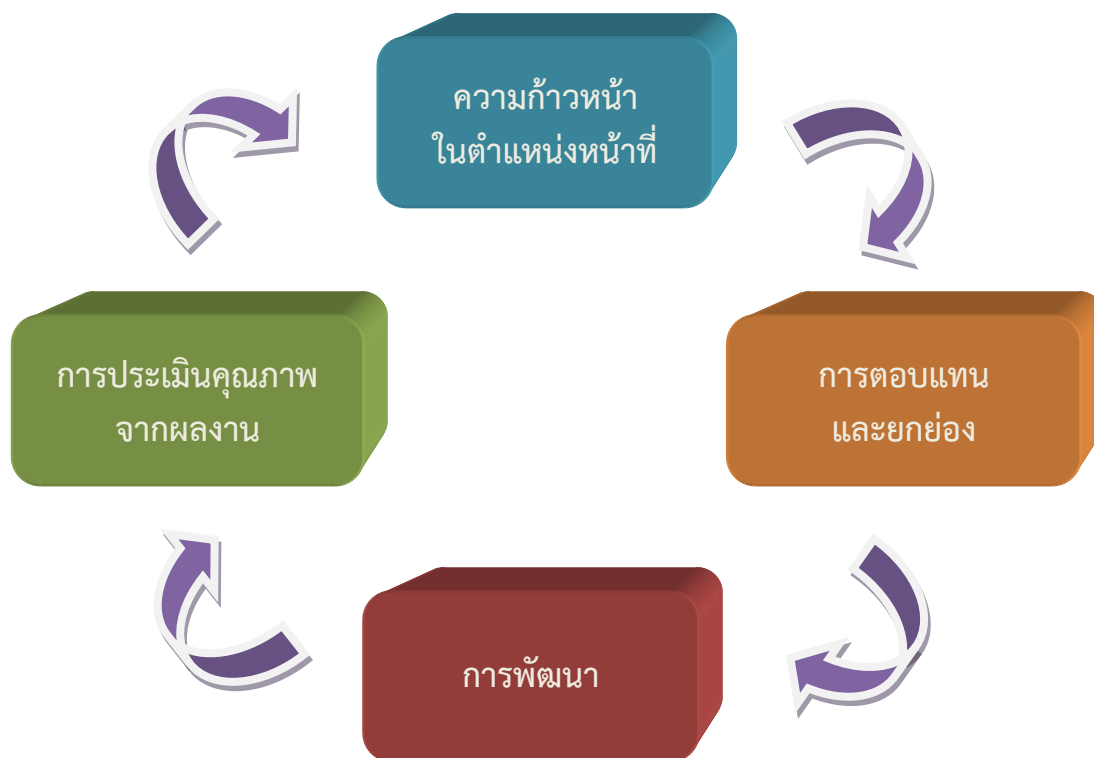 ความก้าวหน้า
ในตำแหน่งหน้าที่
การประเมินคุณภาพ
จากผลงาน
การตอบแทน
และยกย่อง
การพัฒนา